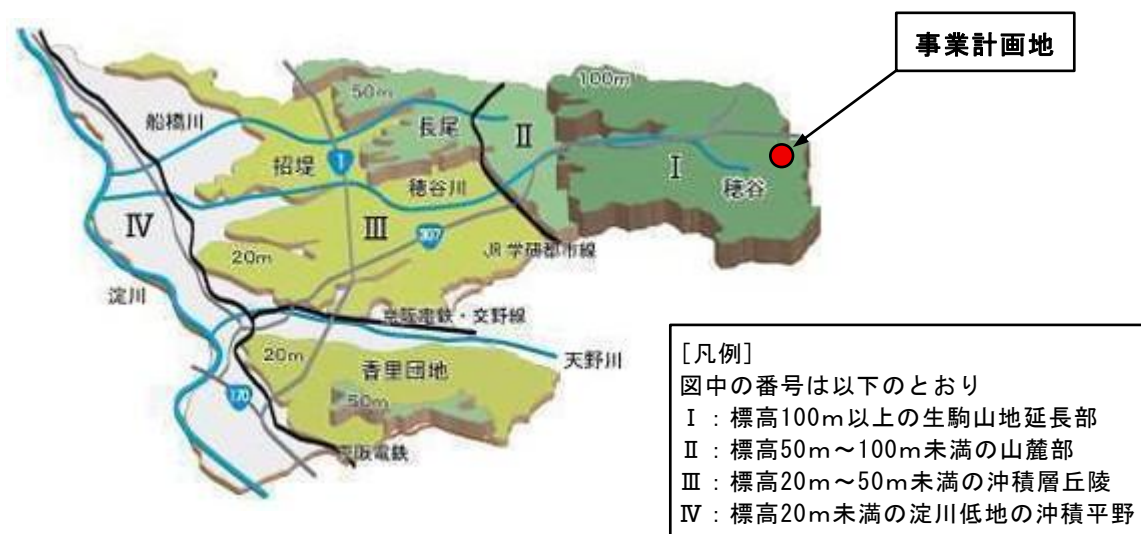 事業計画地
100m
50m
船橋川
長尾
Ⅱ
招堤
1
穂谷川
Ⅰ
穂谷
Ⅳ
Ⅲ
307
20m
JR学研都市線
淀川
京阪電鉄・交野線
天野川
20m
香里団地
170
50m
京阪電鉄
[凡例]
図中の番号は以下のとおり
Ⅰ：標高100m以上の生駒山地延長部
Ⅱ：標高50m～100m未満の山麓部
Ⅲ：標高20m～50m未満の沖積層丘陵
Ⅳ：標高20m未満の淀川低地の沖積平野